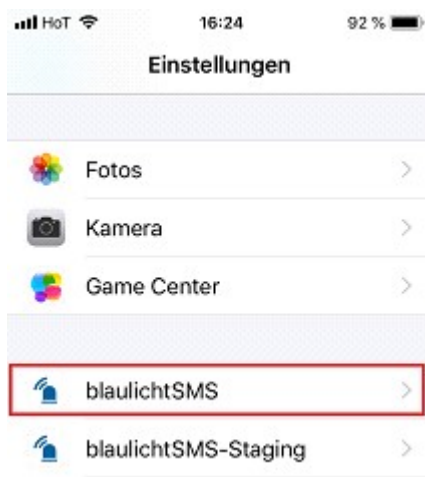 HoT 16:24 92 %
Einstellungen
Fotos
Kamera
Game Center
blaulichtSMS
blaulichtSMS-Staging